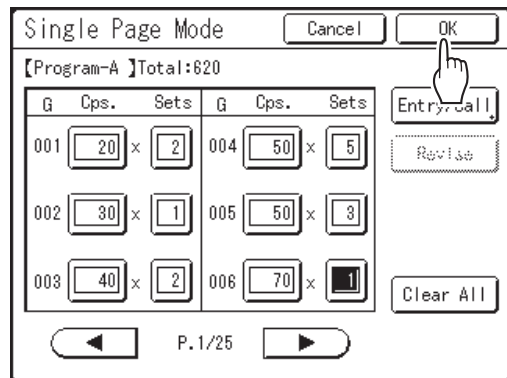 Single Page Mode Cancel OK
【Program-A 】Total:620
G Cps. Sets G Cps. Sets Entry/Call
001 20 × 2 004 50 × 5 Revise
002 30 × 1 005 50 × 3
003 40 × 2 006 70 × 1 Clear All
◀ P.1/25 ▶